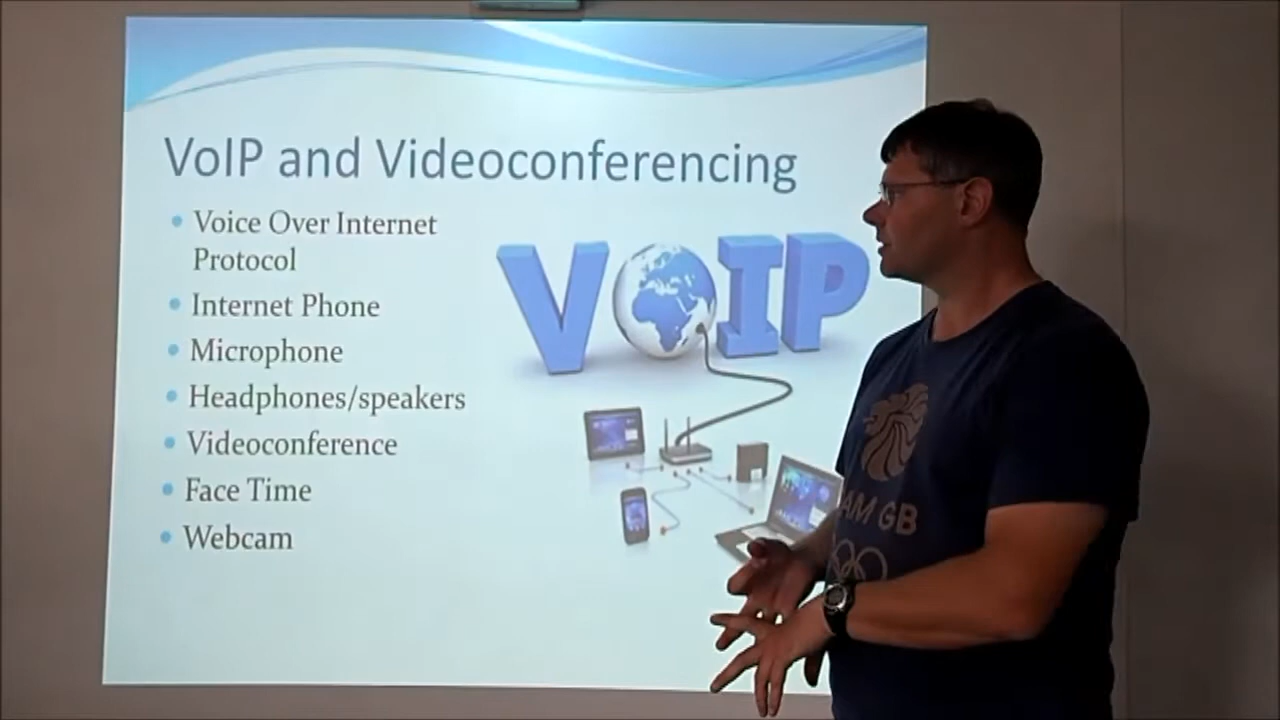 VoIP and Videoconferencing
• Voice Over Internet
Protocol
• Internet Phone
• Microphone
• Headphones/speakers
• Videoconference
• Face Time
• Webcam
VOIP
AM GB